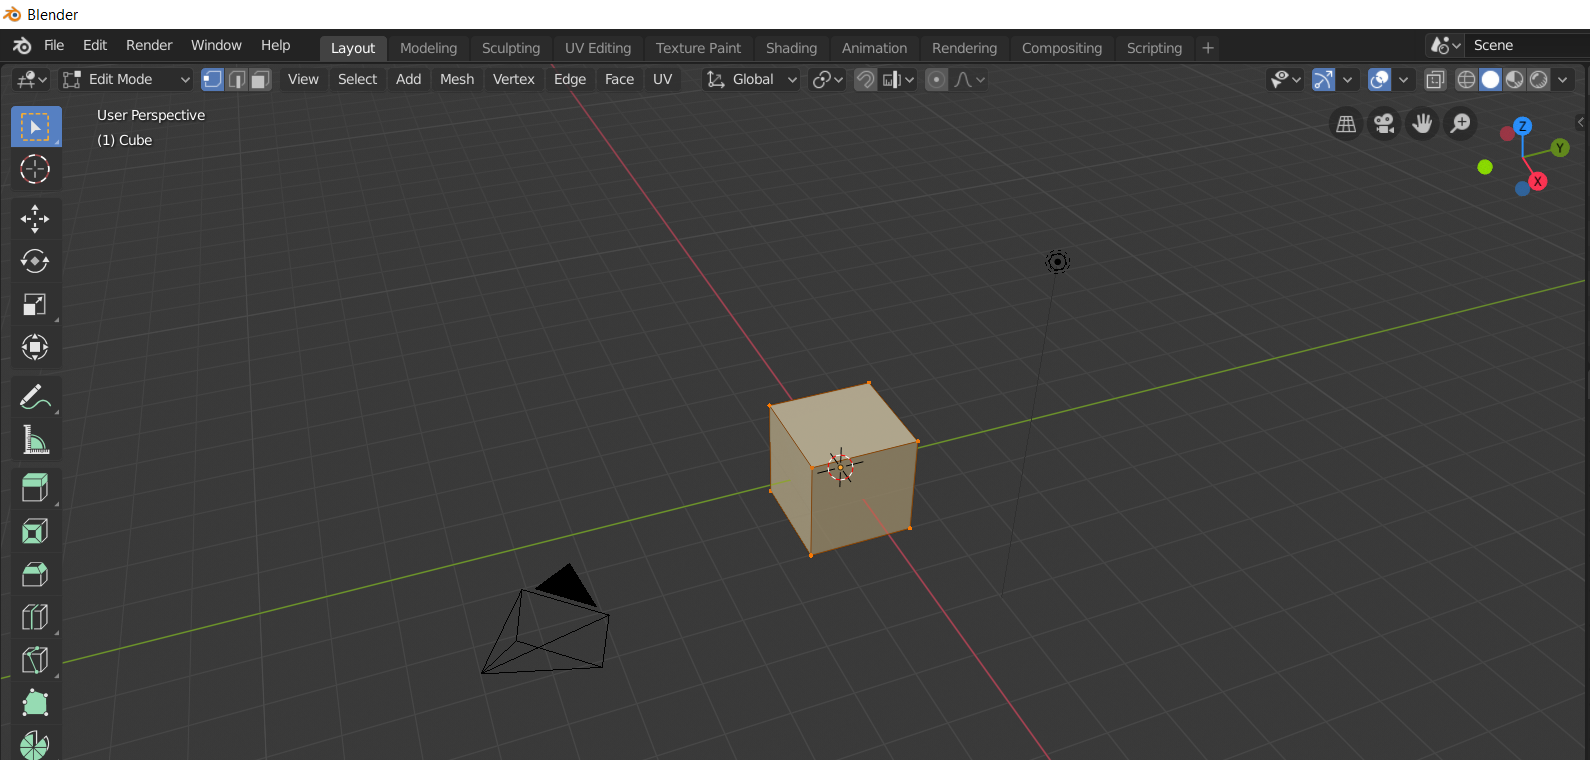 Blender
File Edit Render Window Help Layout Modeling Sculpting UV Editing Texture Paint Shading Animation Rendering Compositing Scripting + Scene
Edit Mode View Select Add Mesh Vertex Edge Face UV Global
User Perspective
(1) Cube
Z
Y
X